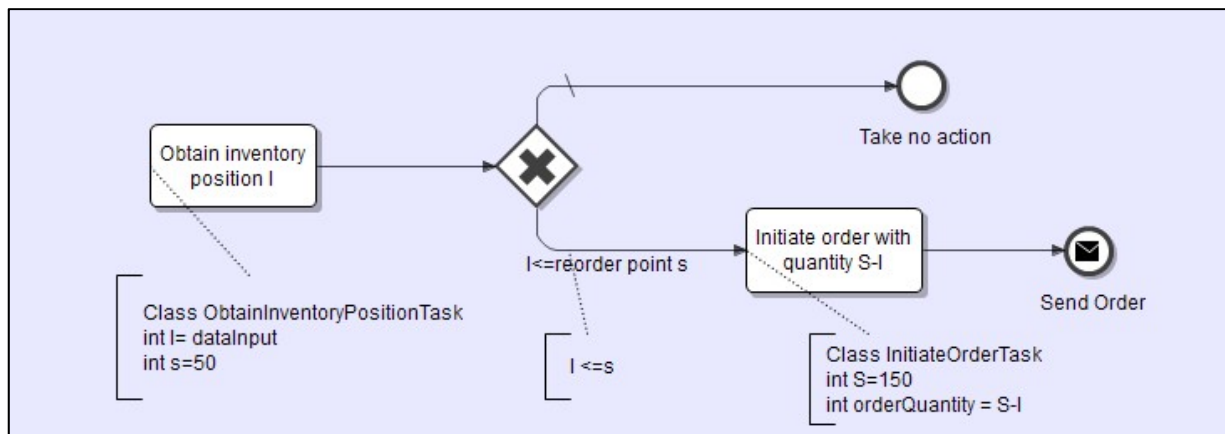 Take no action
Obtain inventory
position I
Initiate order with
quantity S-I
I<=reorder point s
Send Order
Class ObtainInventoryPositionTask
int I= dataInput
int s=50
I <=s
Class InitiateOrderTask
int S=150
int orderQuantity = S-I